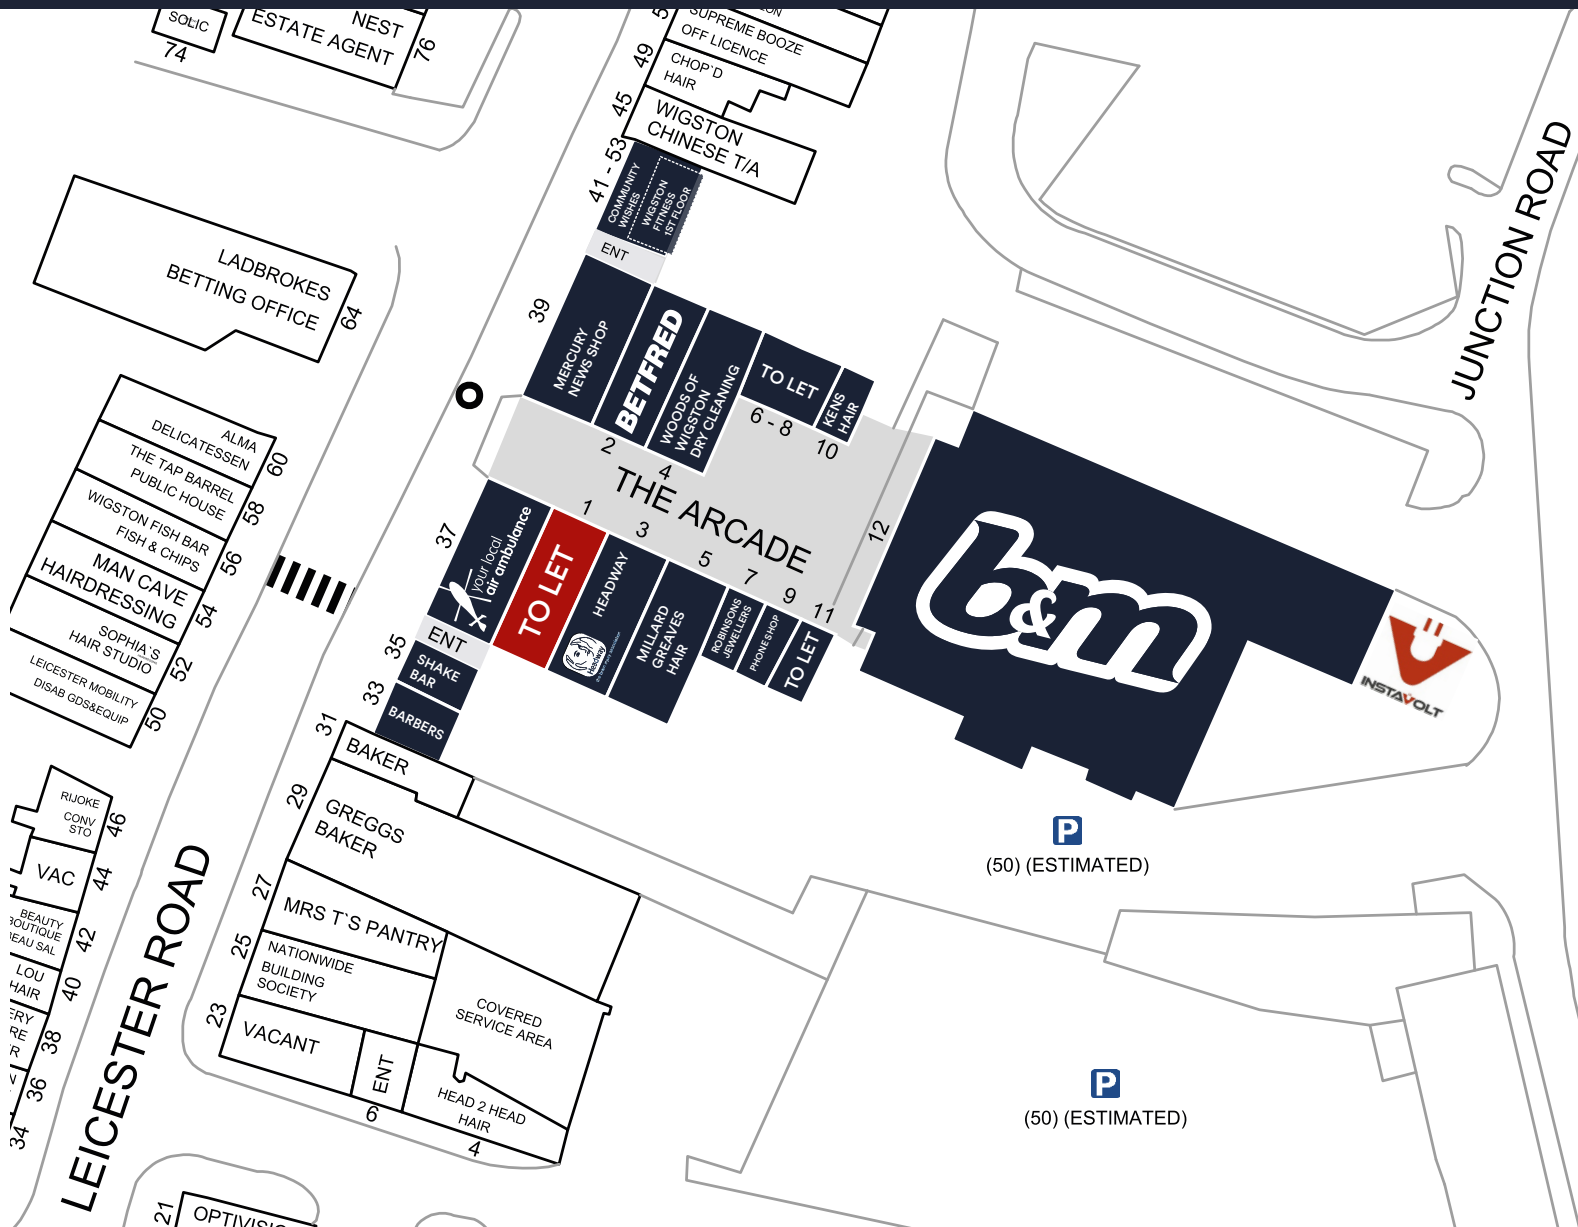 SOLIC
74
NEST
ESTATE AGENT
76
SUPREME BOOZE
OFF LICENCE
49
CHOP`D
HAIR
45
WIGSTON
CHINESE T/A
41 - 53
COMMUNITY
WISHES
WIGSTON
FITNESS
1ST FLOOR
ENT
39
MERCURY
NEWS SHOP
BETFRED
WOODS OF
WIGSTON
DRY CLEANING
TO LET
KENS
HAIR
2
4
6 - 8
10
THE ARCADE
12
1
3
5
7
9
11
37
your local
air ambulance
TO LET
HEADWAY
Headway
MILLARD
GREAVES
HAIR
ROBINSONS
JEWELLERS
PHONE SHOP
TO LET
b&m
INSTAVOLT
JUNCTION ROAD
LADBROKES
BETTING OFFICE
64
ALMA
DELICATESSEN
60
THE TAP BARREL
PUBLIC HOUSE
58
WIGSTON FISH BAR
FISH & CHIPS
56
MAN CAVE
HAIRDRESSING
54
SOPHIA`S
HAIR STUDIO
52
LEICESTER MOBILITY
DISAB GDS&EQUIP
50
35
ENT
SHAKE
BAR
33
BARBERS
31
BAKER
29
GREGGS
BAKER
27
MRS T`S PANTRY
25
NATIONWIDE
BUILDING
SOCIETY
23
VACANT
ENT
6
COVERED
SERVICE AREA
HEAD 2 HEAD
HAIR
4
RIJOKE
CONV
STO
46
VAC
44
BEAUTY
BOUTIQUE
BEAU SAL
42
LOU
HAIR
40
38
36
34
LEICESTER ROAD
21
P
(50) (ESTIMATED)
P
(50) (ESTIMATED)